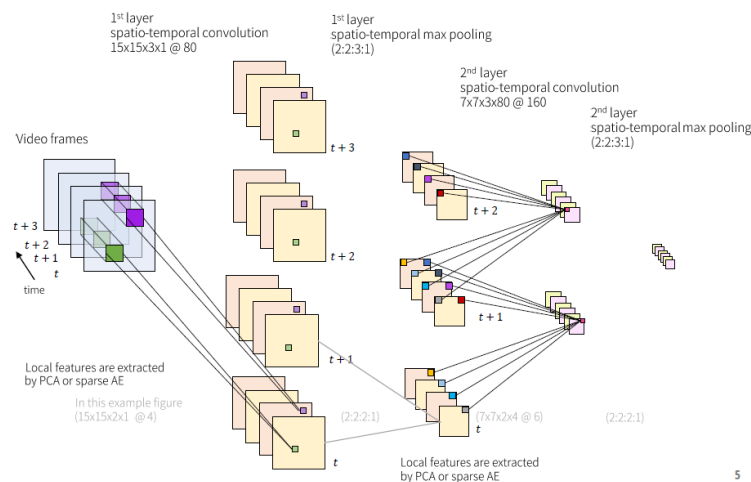 1st layer
spatio-temporal convolution
15x15x3x1 @ 80
1st layer
spatio-temporal max pooling
(2:2:3:1)
2nd layer
spatio-temporal convolution
7x7x3x80 @ 160
2nd layer
spatio-temporal max pooling
(2:2:3:1)
Video frames
t + 3
t + 2
t + 1
t
time
t + 3
t + 2
t + 1
t
t + 2
t + 1
t
Local features are extracted
by PCA or sparse AE
In this example figure
(15x15x2x1 @ 4)
(2:2:2:1)
(7x7x2x4 @ 6)
(2:2:2:1)
Local features are extracted
by PCA or sparse AE
5